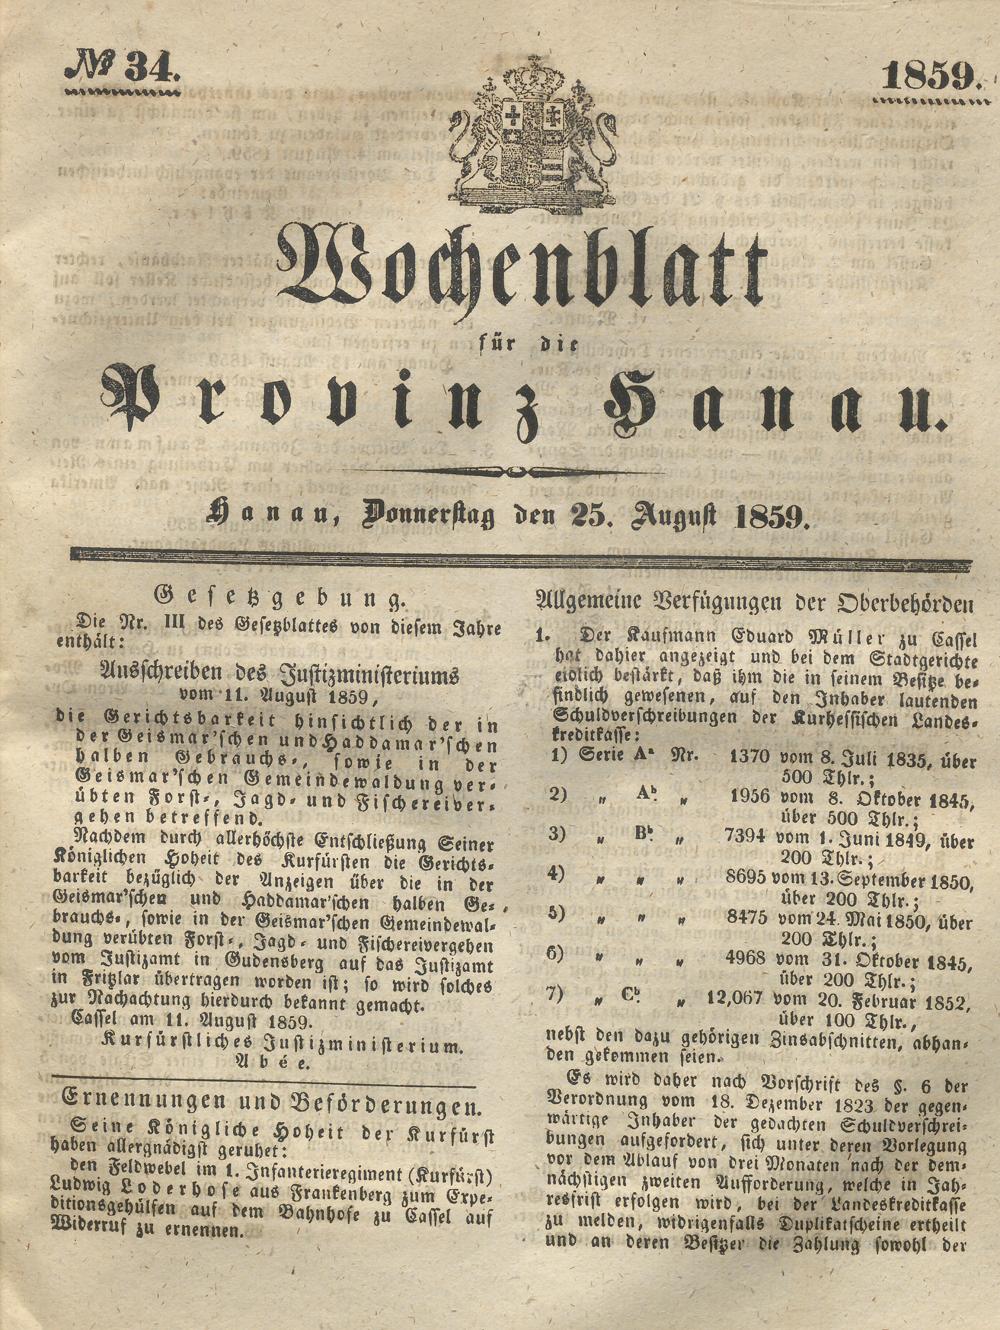 № 34.
1859.
Wochenblatt
für die
Provinz Hanau.
Hanau, Donnerstag den 25. August 1859.
Gesetzgebung.
Die Nr. III des Gesetzblattes von diesem Jahre
enthält:
Ausschreiben des Justizministeriums
vom 11. August 1859,
die Gerichtsbarkeit hinsichtlich der in
der Geismar'schen und Haddamar'schen
halben Gebrauchs-, sowie in der
Geismar'schen Gemeindewaldung ver-
übten Forst-, Jagd- und Fischereiver-
gehen betreffend.
Nachdem durch allerhöchste Entschließung Seiner
Königlichen Hoheit des Kurfürsten die Gerichts-
barkeit bezüglich der Anzeigen über die in der
Geismar'schen und Haddamar'schen halben Ge-
brauchs-, sowie in der Geismar'schen Gemeindewal-
dung verübten Forst-, Jagd- und Fischereivergehen
vom Justizamt in Gudensberg auf das Justizamt
in Fritzlar übertragen worden ist; so wird solches
zur Nachachtung hierdurch bekannt gemacht.
Cassel am 11. August 1859.
Kurfürstliches Justizministerium.
Abée.
Ernennungen und Beförderungen.
Seine Königliche Hoheit der Kurfürst
haben allergnädigst geruhet:
den Feldwebel im 1. Infanterieregiment (Kurfürst)
Ludwig Loderhose aus Frankenberg zum Expe-
ditionsgehülfen auf dem Bahnhofe zu Cassel auf
Widerruf zu ernennen.
Allgemeine Verfügungen der Oberbehörden
1. Der Kaufmann Eduard Müller zu Cassel
hat dahier angezeigt und bei dem Stadtgerichte
eidlich bestärkt, daß ihm die in seinem Besitze be-
findlich gewesenen, auf den Inhaber lautenden
Schuldverschreibungen der Kurhessischen Landes-
kreditkasse:
1) Serie Aᵃ Nr. 1370 vom 8. Juli 1835, über
500 Thlr.;
2) „ Aᵇ. „ 1956 vom 8. Oktober 1845,
über 500 Thlr.;
3) „ Bᵇ. „ 7394 vom 1. Juni 1849, über
200 Thlr.;
4) „ „ „ 8695 vom 13. September 1850,
über 200 Thlr.;
5) „ „ „ 8475 vom 24. Mai 1850, über
200 Thlr.;
6) „ „ „ 4968 vom 31. Oktober 1845,
über 200 Thlr.;
7) „ Cᵇ. „ 12,067 vom 20. Februar 1852,
über 100 Thlr.,
nebst den dazu gehörigen Zinsabschnitten, abhan-
den gekommen seien.
Es wird daher nach Vorschrift des §. 6 der
Verordnung vom 18. Dezember 1823 der gegen-
wärtige Inhaber der gedachten Schuldverschrei-
bungen aufgefordert, sich unter deren Vorlegung
vor dem Ablauf von drei Monaten nach der dem-
nächstigen zweiten Aufforderung, welche in Jah-
resfrist erfolgen wird, bei der Landeskreditkasse
zu melden, widrigenfalls Duplikatscheine ertheilt
und an deren Besitzer die Zahlung sowohl der